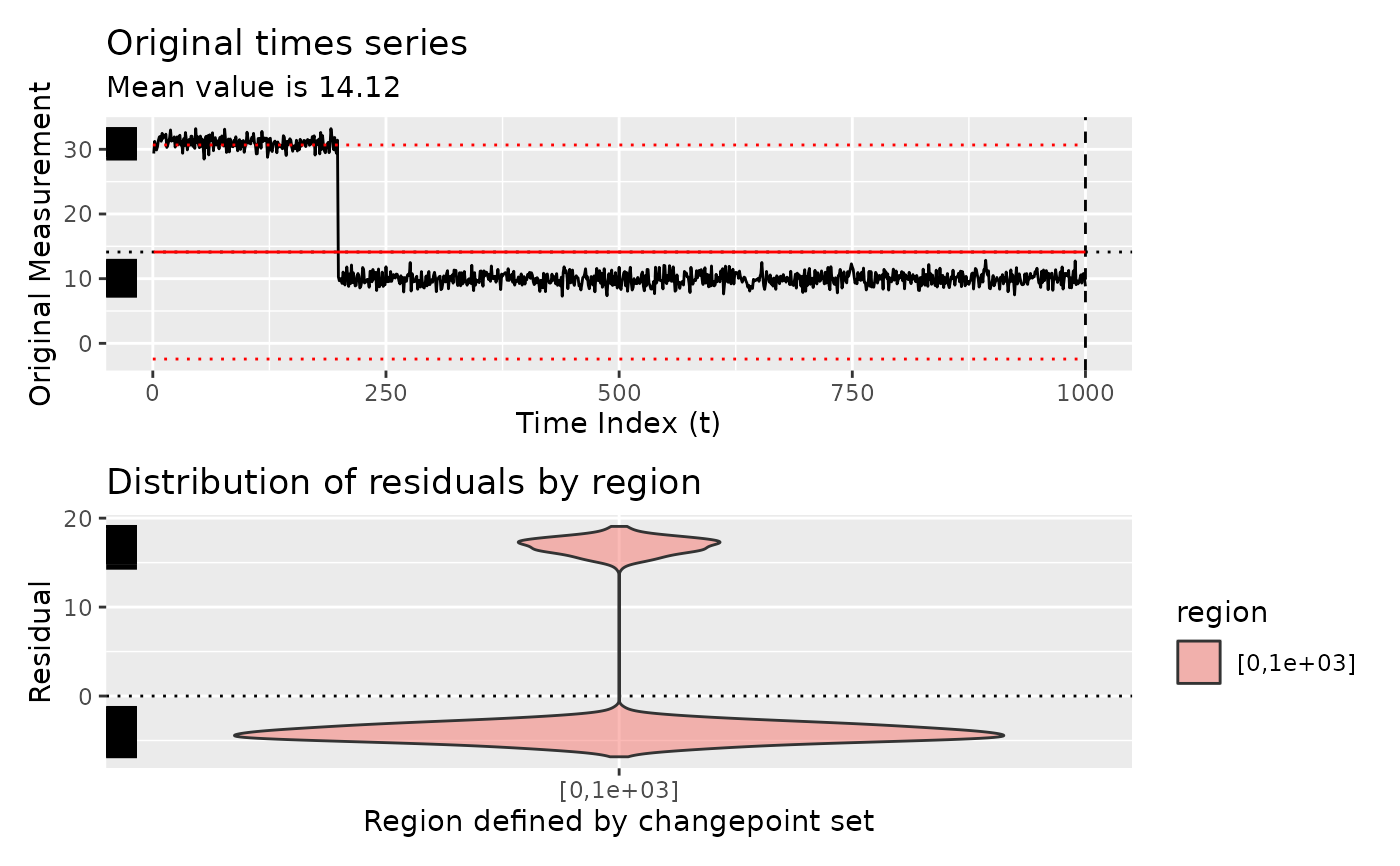 Original times series
Mean value is 14.12
Original Measurement
30
20
10
0
0 250 500 750 1000
Time Index (t)
Distribution of residuals by region
Residual
20
10
0
[0,1e+03]
Region defined by changepoint set
region
[0,1e+03]